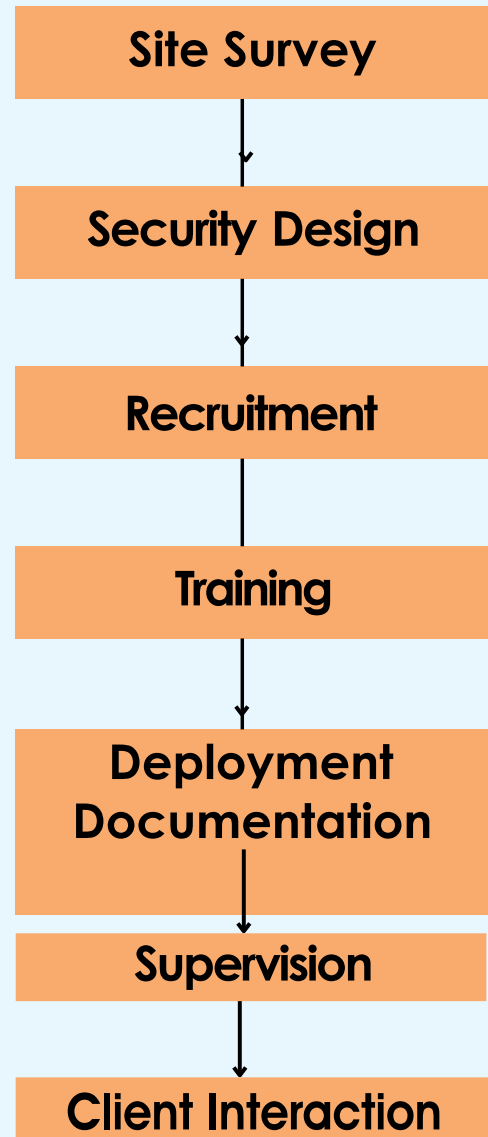 Site Survey
Security Design
Recruitment
Training
Deployment
Documentation
Supervision
Client Interaction